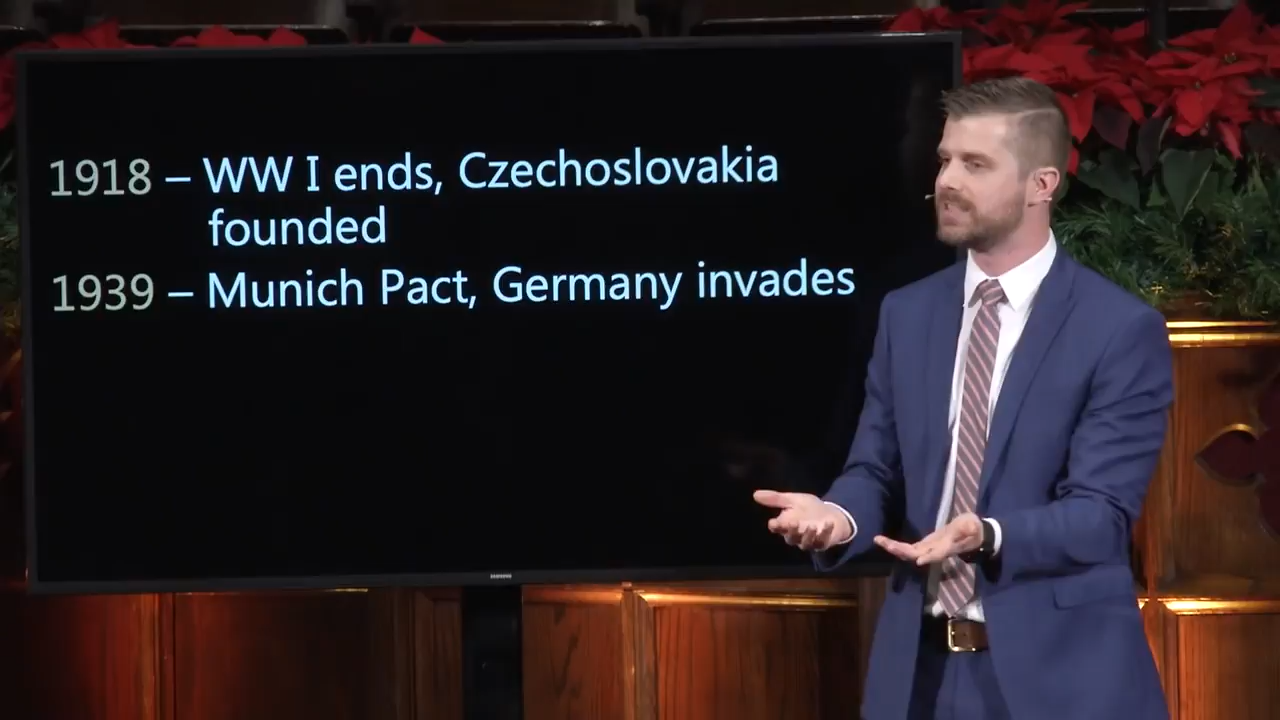 1918 – WW I ends, Czechoslovakia
founded
1939 – Munich Pact, Germany invades
SAMSUNG